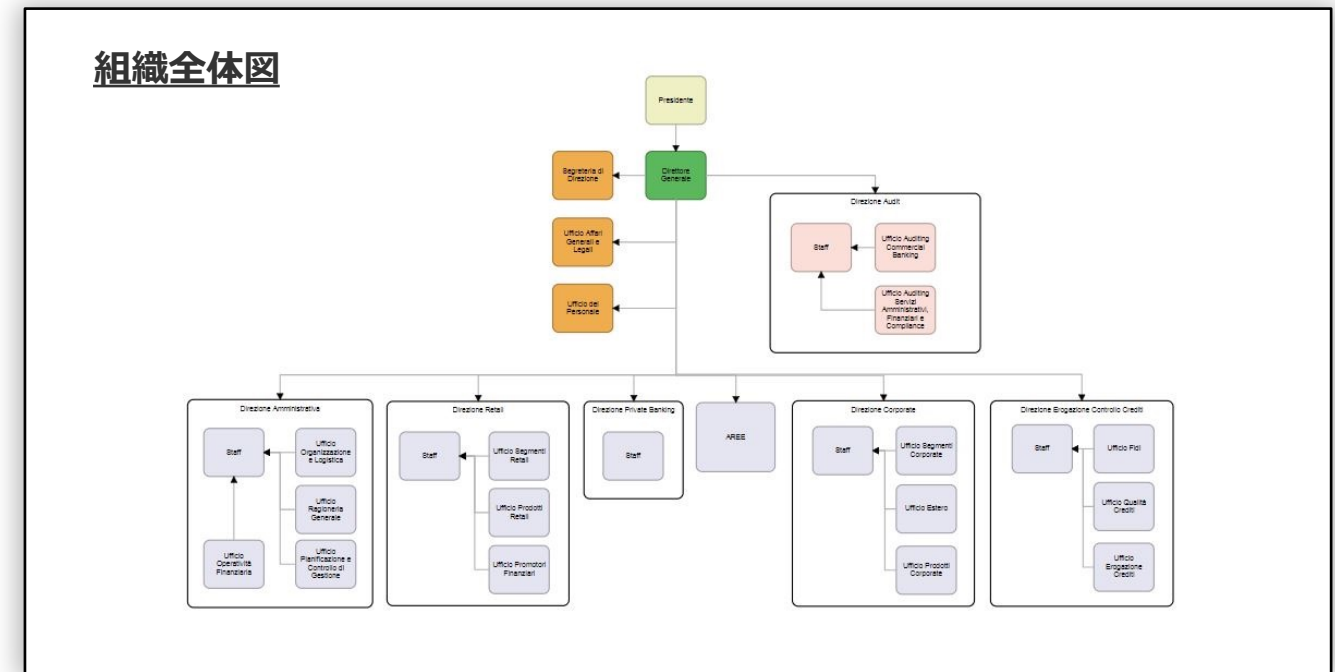 組織全体図
Presidente
Segreteria di
Direzione
Direttore
Generale
Direzione Audit
Ufficio Affari
Generali e
Legali
Staff
Ufficio Auditing
Commercial
Banking
Ufficio del
Personale
Ufficio Auditing
Servizi
Amministrativi,
Finanziari e
Compliance
Direzione Amministrativa
Staff
Ufficio
Organizzazione
e Logistica
Ufficio
Ragioneria
Generale
Ufficio
Operatività
Finanziaria
Ufficio
Pianificazione e
Controllo di
Gestione
Direzione Retail
Staff
Ufficio Segmenti
Retail
Ufficio Prodotti
Retail
Ufficio Promotori
Finanziari
Direzione Private Banking
Staff
AREE
Direzione Corporate
Staff
Ufficio Segmenti
Corporate
Ufficio Estero
Ufficio Prodotti
Corporate
Direzione Erogazione Controllo Crediti
Staff
Ufficio Fidi
Ufficio Qualità
Crediti
Ufficio
Erogazione
Crediti